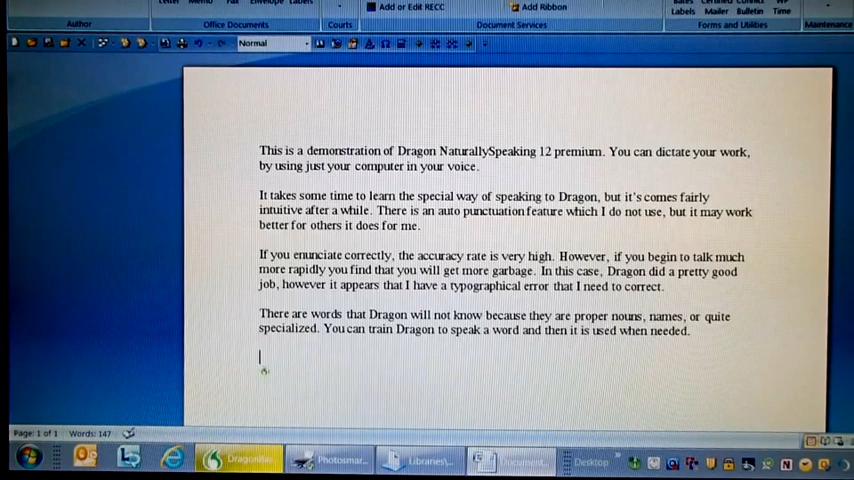 Letter Memo Fax Envelope Labels
Add or Edit RECC
Add Ribbon
Labels Mailer Bulletin Time
Author
Office Documents
Courts
Document Services
Forms and Utilities
Maintenance
Normal
This is a demonstration of Dragon NaturallySpeaking 12 premium. You can dictate your work,
by using just your computer in your voice.
It takes some time to learn the special way of speaking to Dragon, but it's comes fairly
intuitive after a while. There is an auto punctuation feature which I do not use, but it may work
better for others it does for me.
If you enunciate correctly, the accuracy rate is very high. However, if you begin to talk much
more rapidly you find that you will get more garbage. In this case, Dragon did a pretty good
job, however it appears that I have a typographical error that I need to correct.
There are words that Dragon will not know because they are proper nouns, names, or quite
specialized. You can train Dragon to speak a word and then it is used when needed.
Page: 1 of 1 Words: 147
Photosmar...
Libraries\...
Document...
Desktop